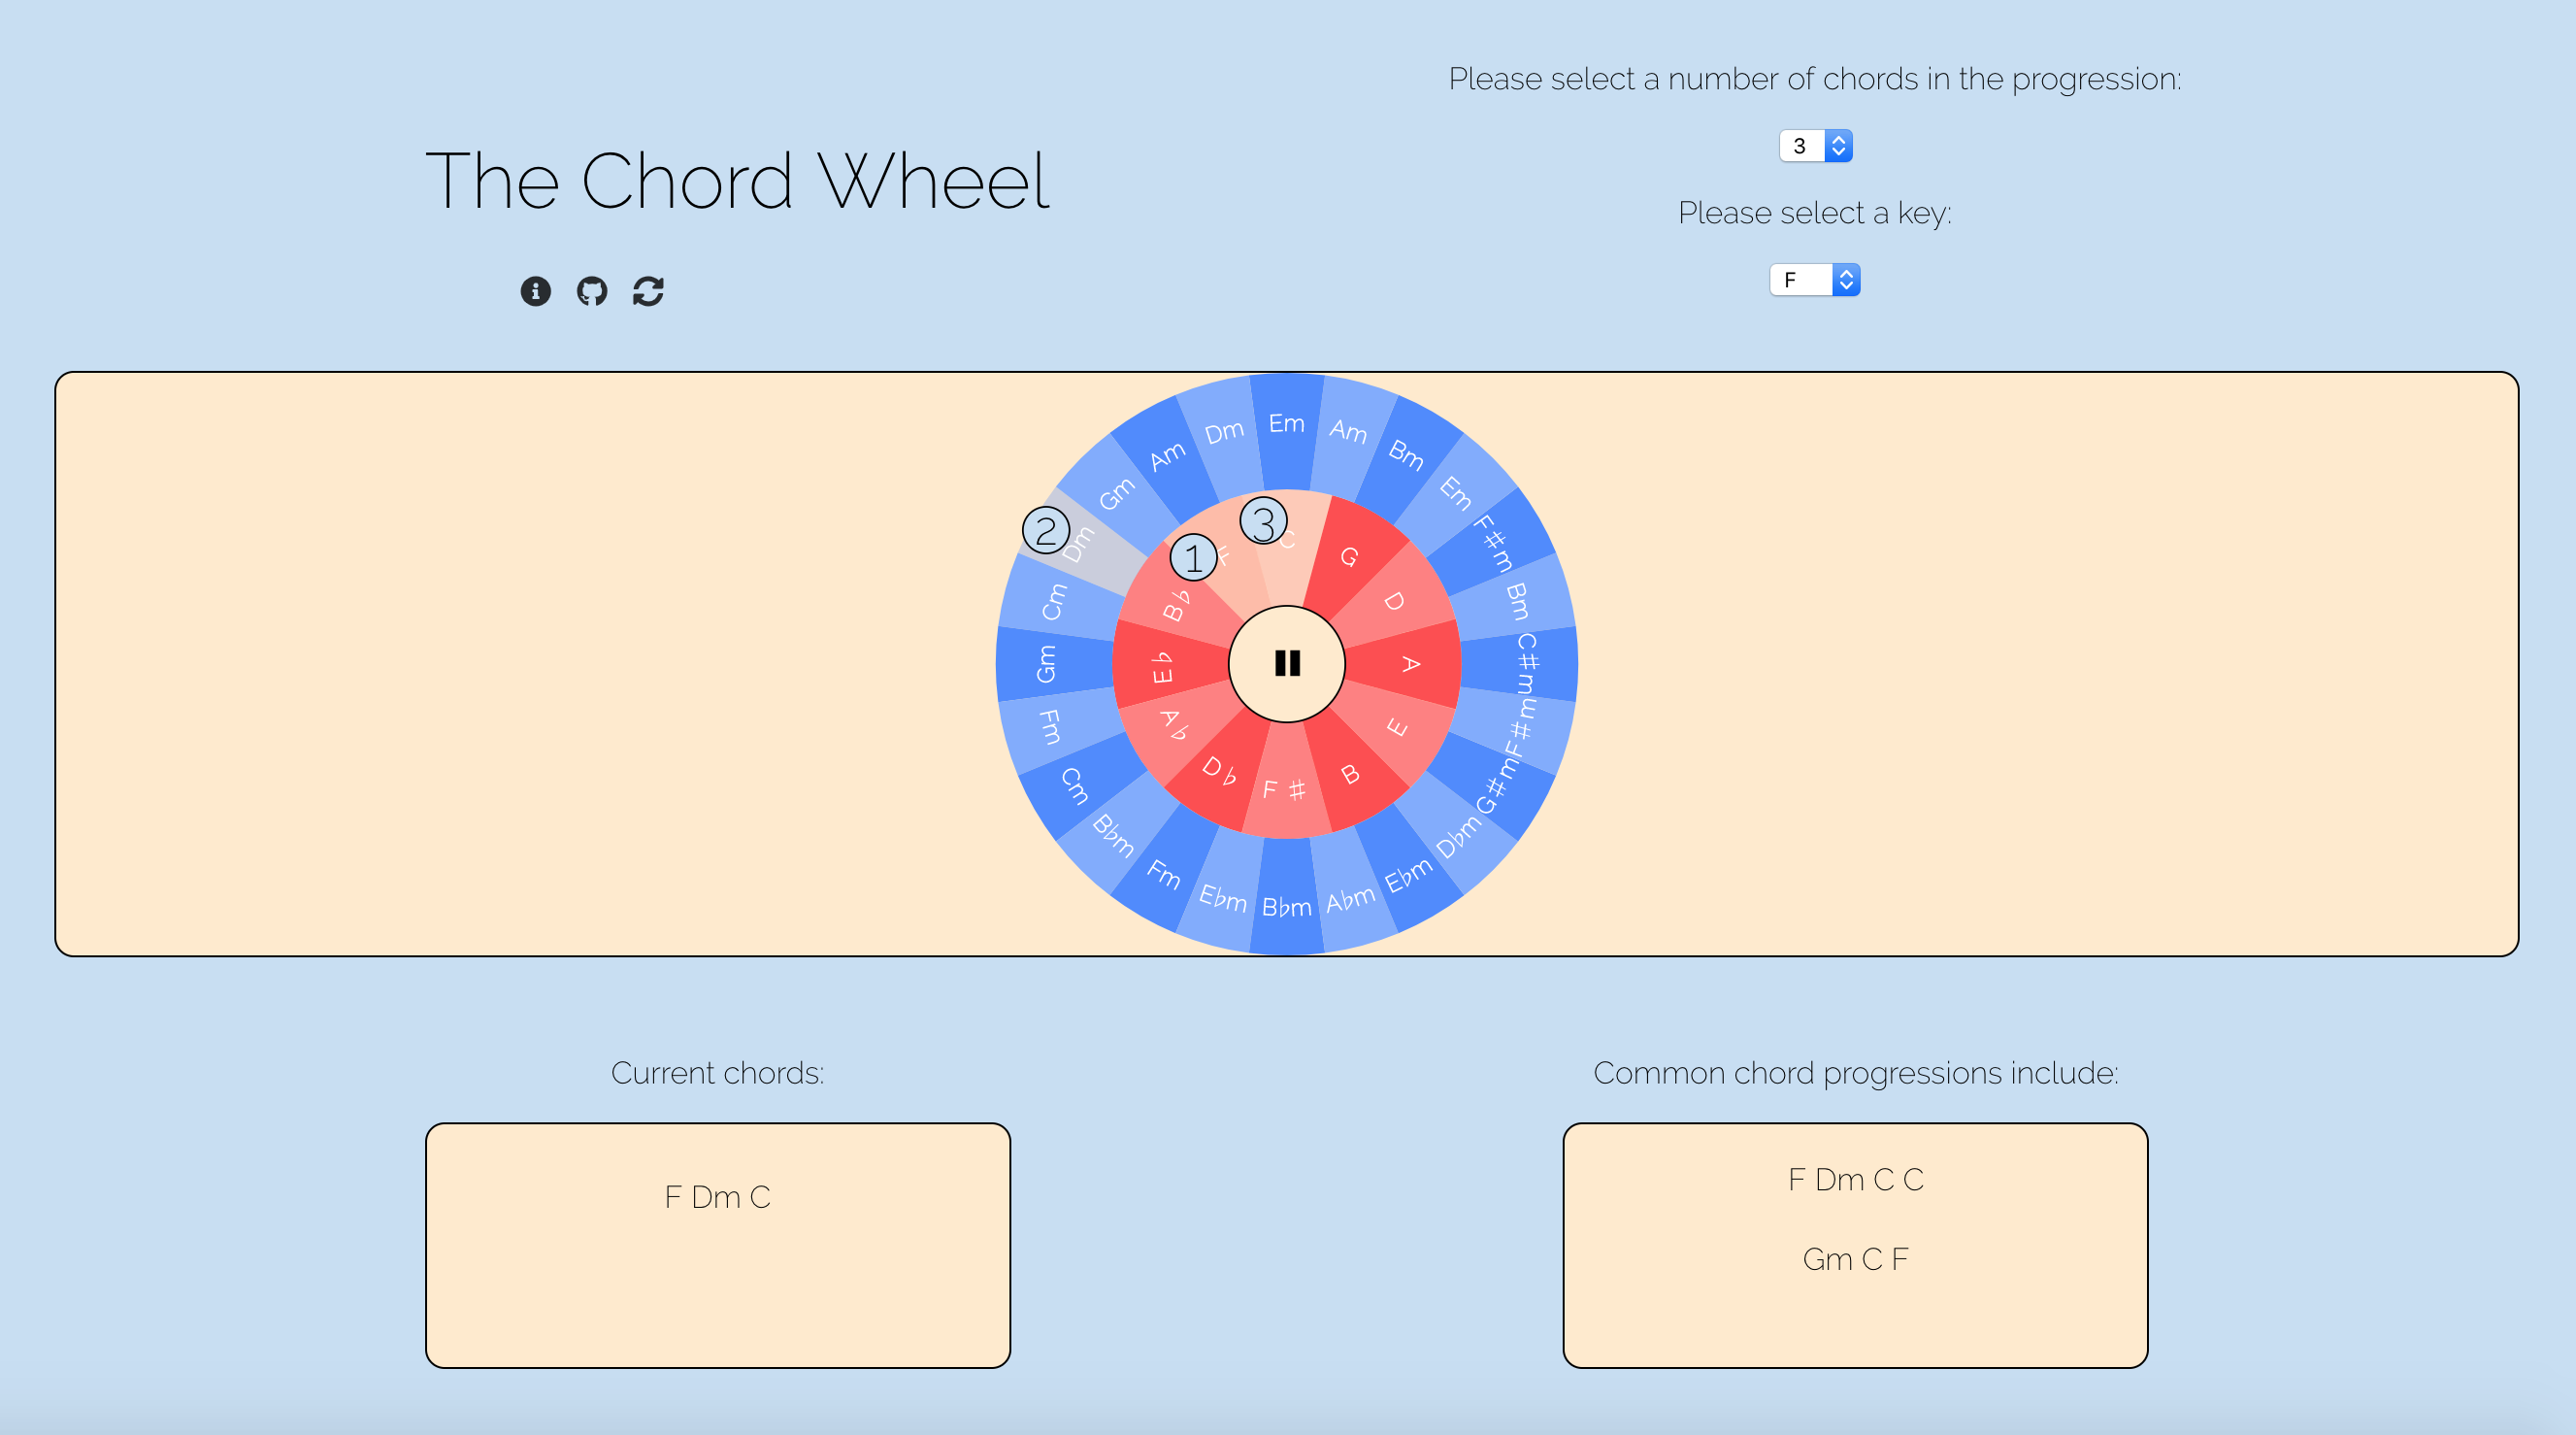 Please select a number of chords in the progression:
3
The Chord Wheel
Please select a key:
F
Em
Am
Bm
Em
F♯m
Bm
C♯m
F♯m
G♯m
D♭m
E♭m
A♭m
B♭m
E♭m
Fm
B♭m
Cm
Fm
Gm
Cm
Dm
2
Gm
Am
Dm
3
C
G
D
A
E
B
F ♯
D♭
A♭
E♭
B♭
1
F
Current chords:
F Dm C
Common chord progressions include:
F Dm C C
Gm C F